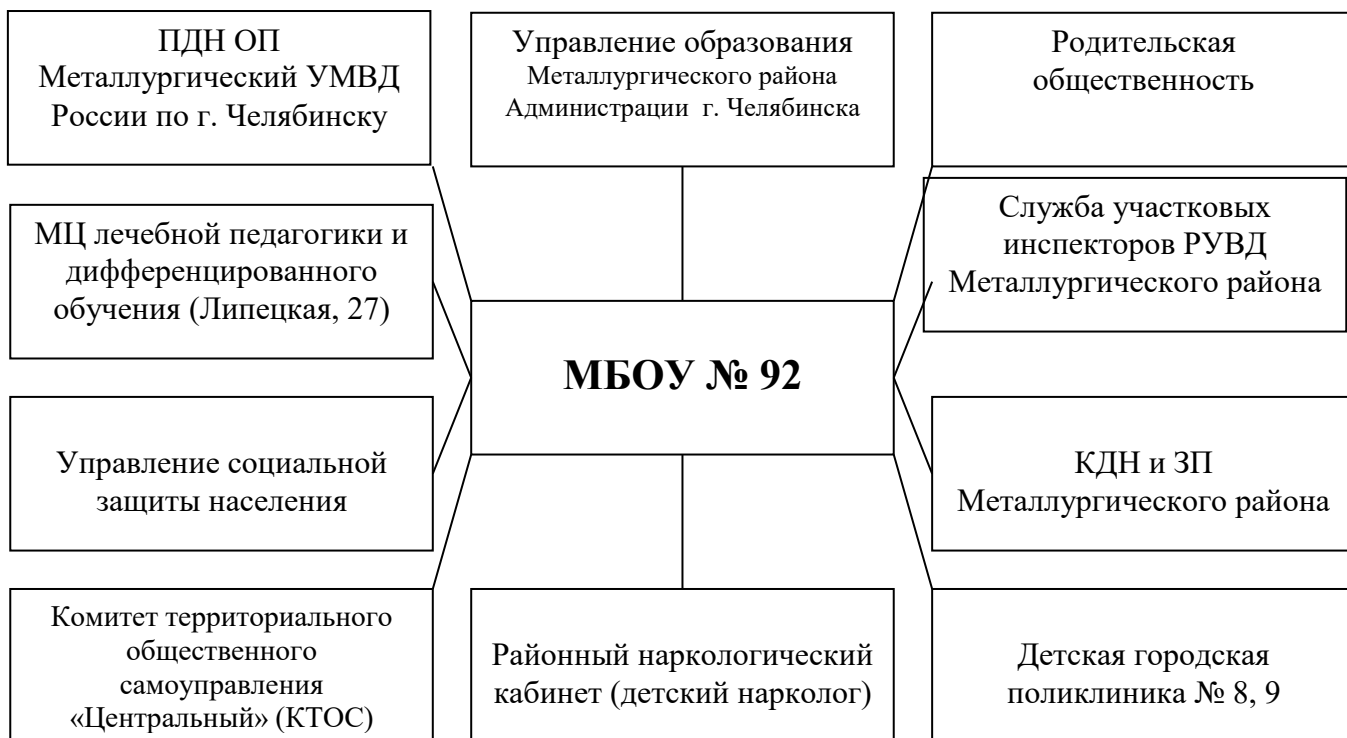 ПДН ОП
Металлургический УМВД
России по г. Челябинску
Управление образования
Металлургического района
Администрации г. Челябинска
Родительская
общественность
МЦ лечебной педагогики и
дифференцированного
обучения (Липецкая, 27)
Служба участковых
инспекторов РУВД
Металлургического района
МБОУ № 92
Управление социальной
защиты населения
КДН и ЗП
Металлургического района
Комитет территориального
общественного
самоуправления
«Центральный» (КТОС)
Районный наркологический
кабинет (детский нарколог)
Детская городская
поликлиника № 8, 9